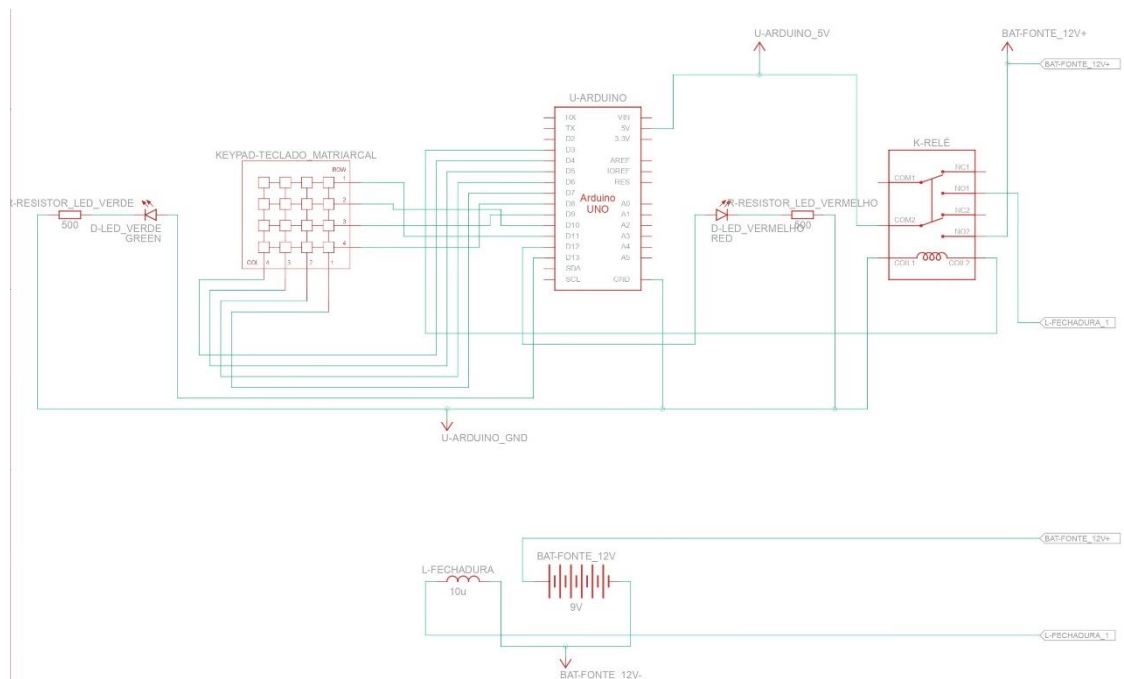 U-ARDUINO_5V
BAT-FONTE_12V+
BAT-FONTE_12V+
U-ARDUINO
RX
TX
D2
D3
D4
D5
D6
D7
D8
D9
D10
D11
D12
D13
SDA
SCL
Arduino
UNO
VIN
5V
3.3V
AREF
IOREF
RES
A0
A1
A2
A3
A4
A5
GND
KEYPAD-TECLADO_MATRIARCAL
ROW
1
2
3
4
COL 4 3 2 1
R-RESISTOR_LED_VERDE
500
D-LED_VERDE
GREEN
R-RESISTOR_LED_VERMELHO
500
D-LED_VERMELHO
RED
K-RELÉ
COM1
NC1
NO1
NC2
COM2
NO2
COIL1
COIL2
L-FECHADURA_1
U-ARDUINO_GND
BAT-FONTE_12V+
BAT-FONTE_12V
9V
L-FECHADURA
10u
L-FECHADURA_1
BAT-FONTE_12V-